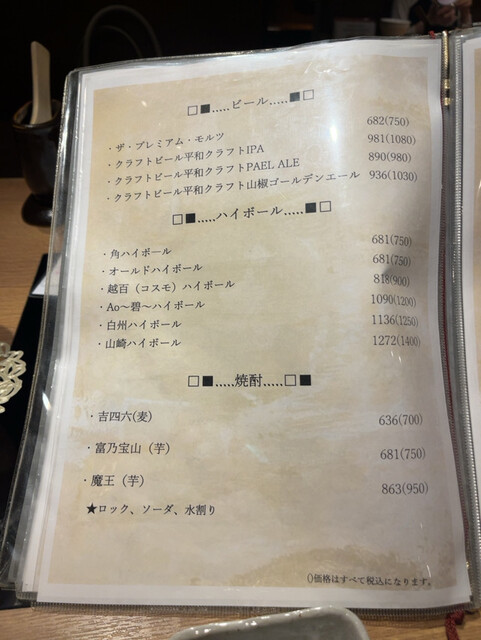 □■.....ビール.....■□
・ザ・プレミアム・モルツ 682(750)
・クラフトビール平和クラフトIPA 981(1080)
・クラフトビール平和クラフトPAEL ALE 890(980)
・クラフトビール平和クラフト山椒ゴールデンエール 936(1030)
□■.....ハイボール.....■□
・角ハイボール 681(750)
・オールドハイボール 681(750)
・越百（コスモ）ハイボール 818(900)
・Ao〜碧〜ハイボール 1090(1200)
・白州ハイボール 1136(1250)
・山崎ハイボール 1272(1400)
□■.....焼酎.....□■
・吉四六(麦) 636(700)
・富乃宝山（芋） 681(750)
・魔王（芋） 863(950)
★ロック、ソーダ、水割り
()価格はすべて税込になります。